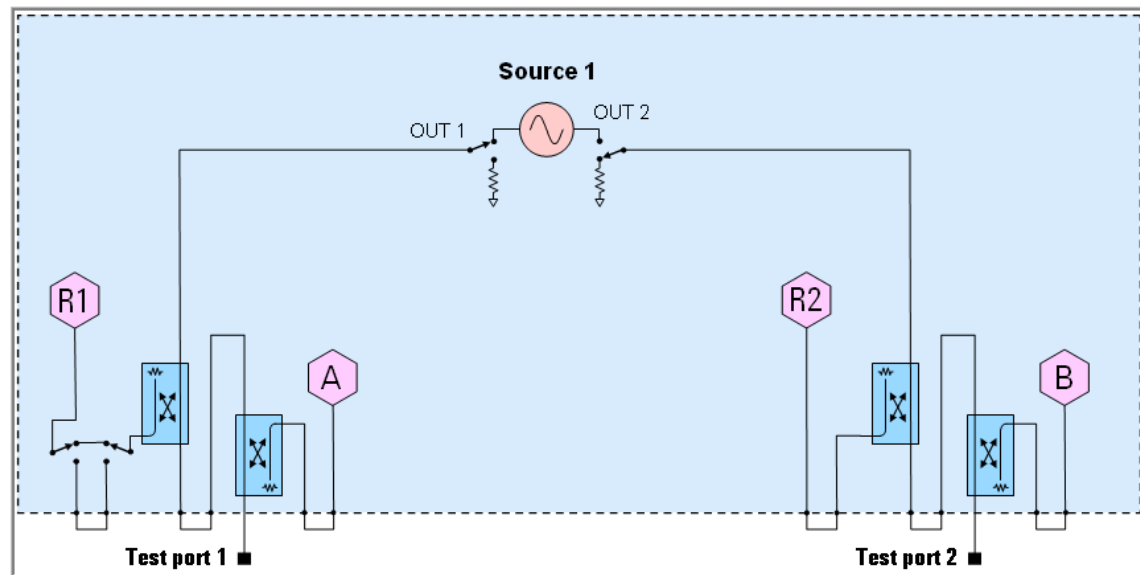 Source 1
OUT 1
OUT 2
R1
R2
A
B
Test port 1
Test port 2